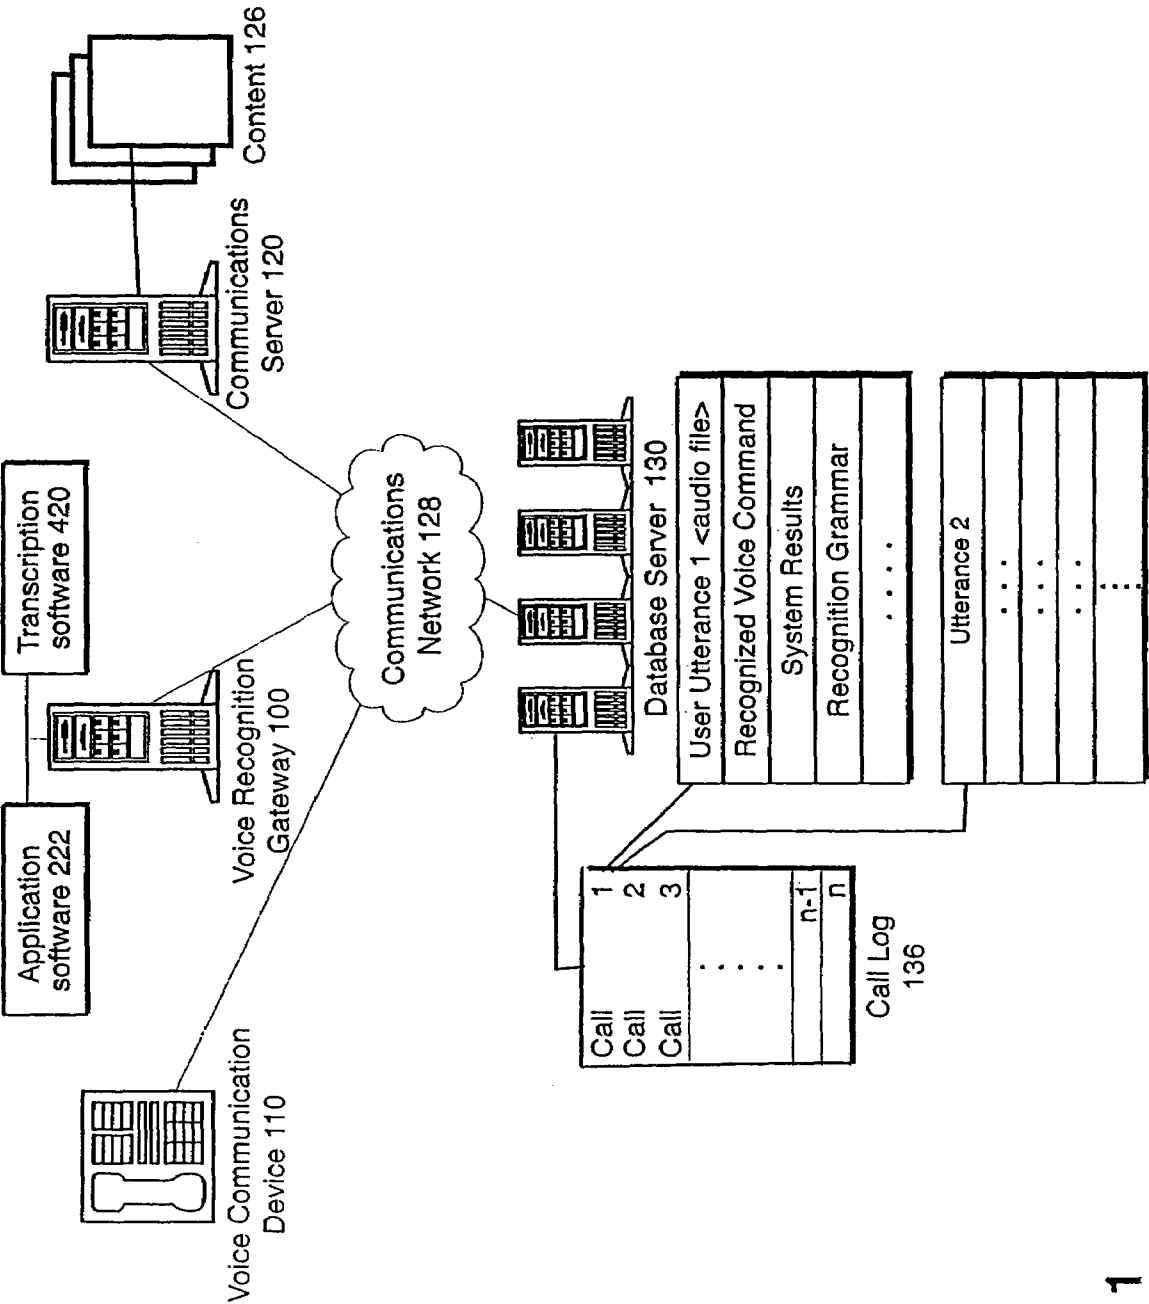 Voice Communication
Device 110
Application
software 222
Transcription
software 420
Voice Recognition
Gateway 100
Communications
Server 120
Content 126
Communications
Network 128
Database Server 130
Call 1
Call 2
Call 3
. . . . .
n-1
n
Call Log
136
User Utterance 1 <audio file>
Recognized Voice Command
System Results
Recognition Grammar
. . . .
Utterance 2
. . .
. . .
. . .
.....
1